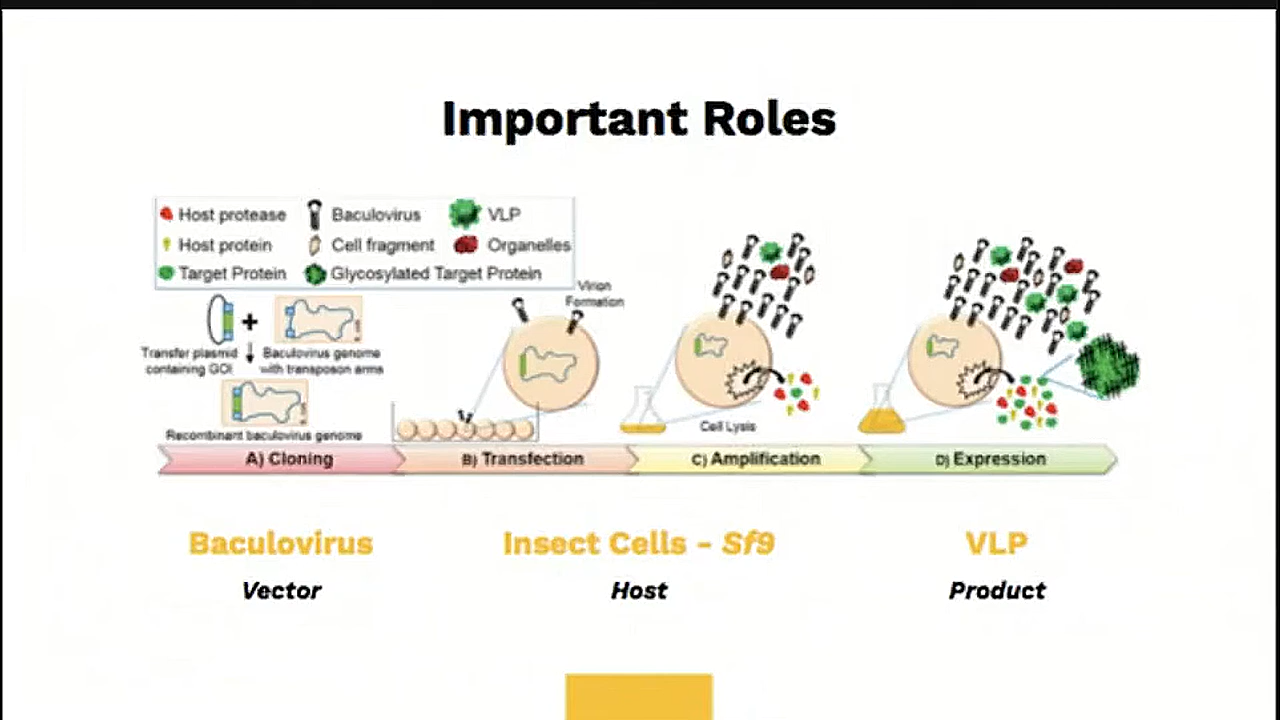 Important Roles
Host protease Baculovirus VLP
Host protein Cell fragment Organelles
Target Protein Glycosylated Target Protein
Virion
Formation
+
Transfer plasmid
containing GOI
Baculovirus genome
with transposon arms
Recombinant baculovirus genome
Cell Lysis
A) Cloning
B) Transfection
C) Amplification
D) Expression
Baculovirus
Vector
Insect Cells - Sf9
Host
VLP
Product